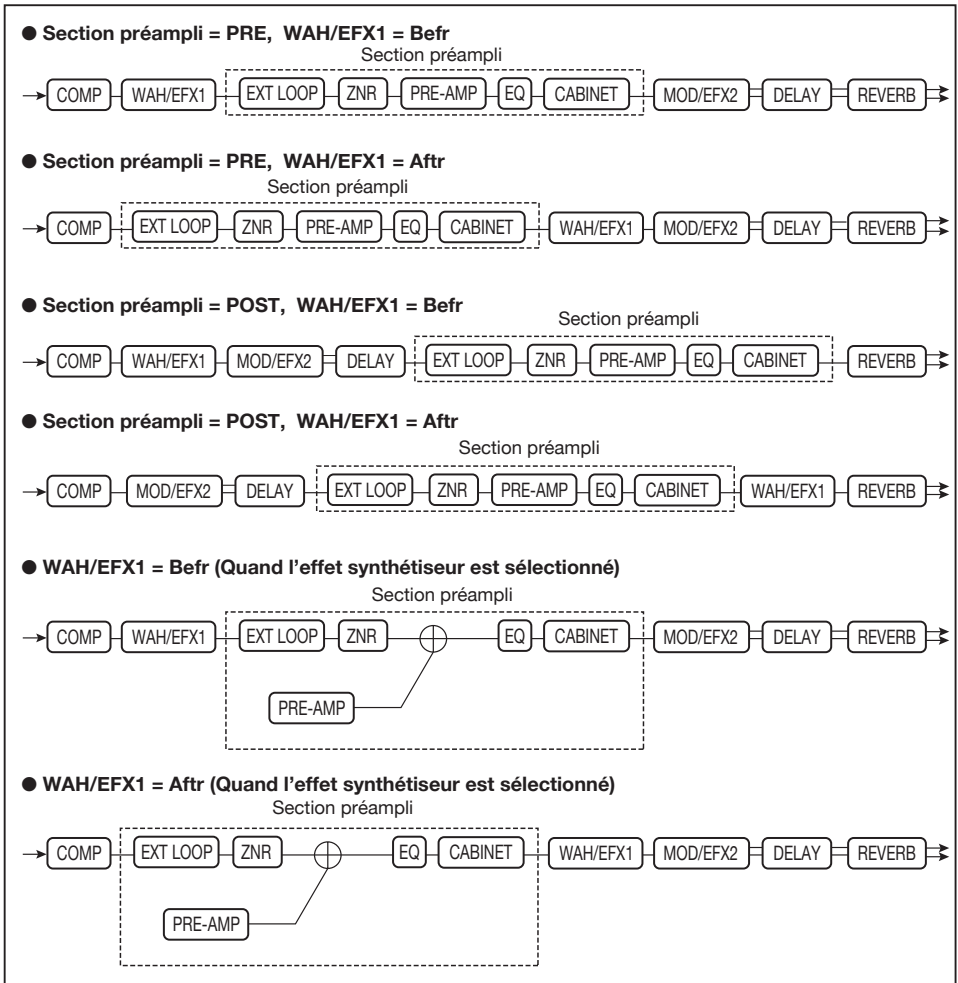 ● Section préampli = PRE, WAH/EFX1 = Befr
Section préampli
COMP WAH/EFX1 EXT LOOP ZNR PRE-AMP EQ CABINET MOD/EFX2 DELAY REVERB
● Section préampli = PRE, WAH/EFX1 = Aftr
Section préampli
COMP EXT LOOP ZNR PRE-AMP EQ CABINET WAH/EFX1 MOD/EFX2 DELAY REVERB
● Section préampli = POST, WAH/EFX1 = Befr
Section préampli
COMP WAH/EFX1 MOD/EFX2 DELAY EXT LOOP ZNR PRE-AMP EQ CABINET REVERB
● Section préampli = POST, WAH/EFX1 = Aftr
Section préampli
COMP MOD/EFX2 DELAY EXT LOOP ZNR PRE-AMP EQ CABINET WAH/EFX1 REVERB
● WAH/EFX1 = Befr (Quand l'effet synthétiseur est sélectionné)
Section préampli
COMP WAH/EFX1 EXT LOOP ZNR EQ CABINET MOD/EFX2 DELAY REVERB
PRE-AMP
● WAH/EFX1 = Aftr (Quand l'effet synthétiseur est sélectionné)
Section préampli
COMP EXT LOOP ZNR EQ CABINET WAH/EFX1 MOD/EFX2 DELAY REVERB
PRE-AMP